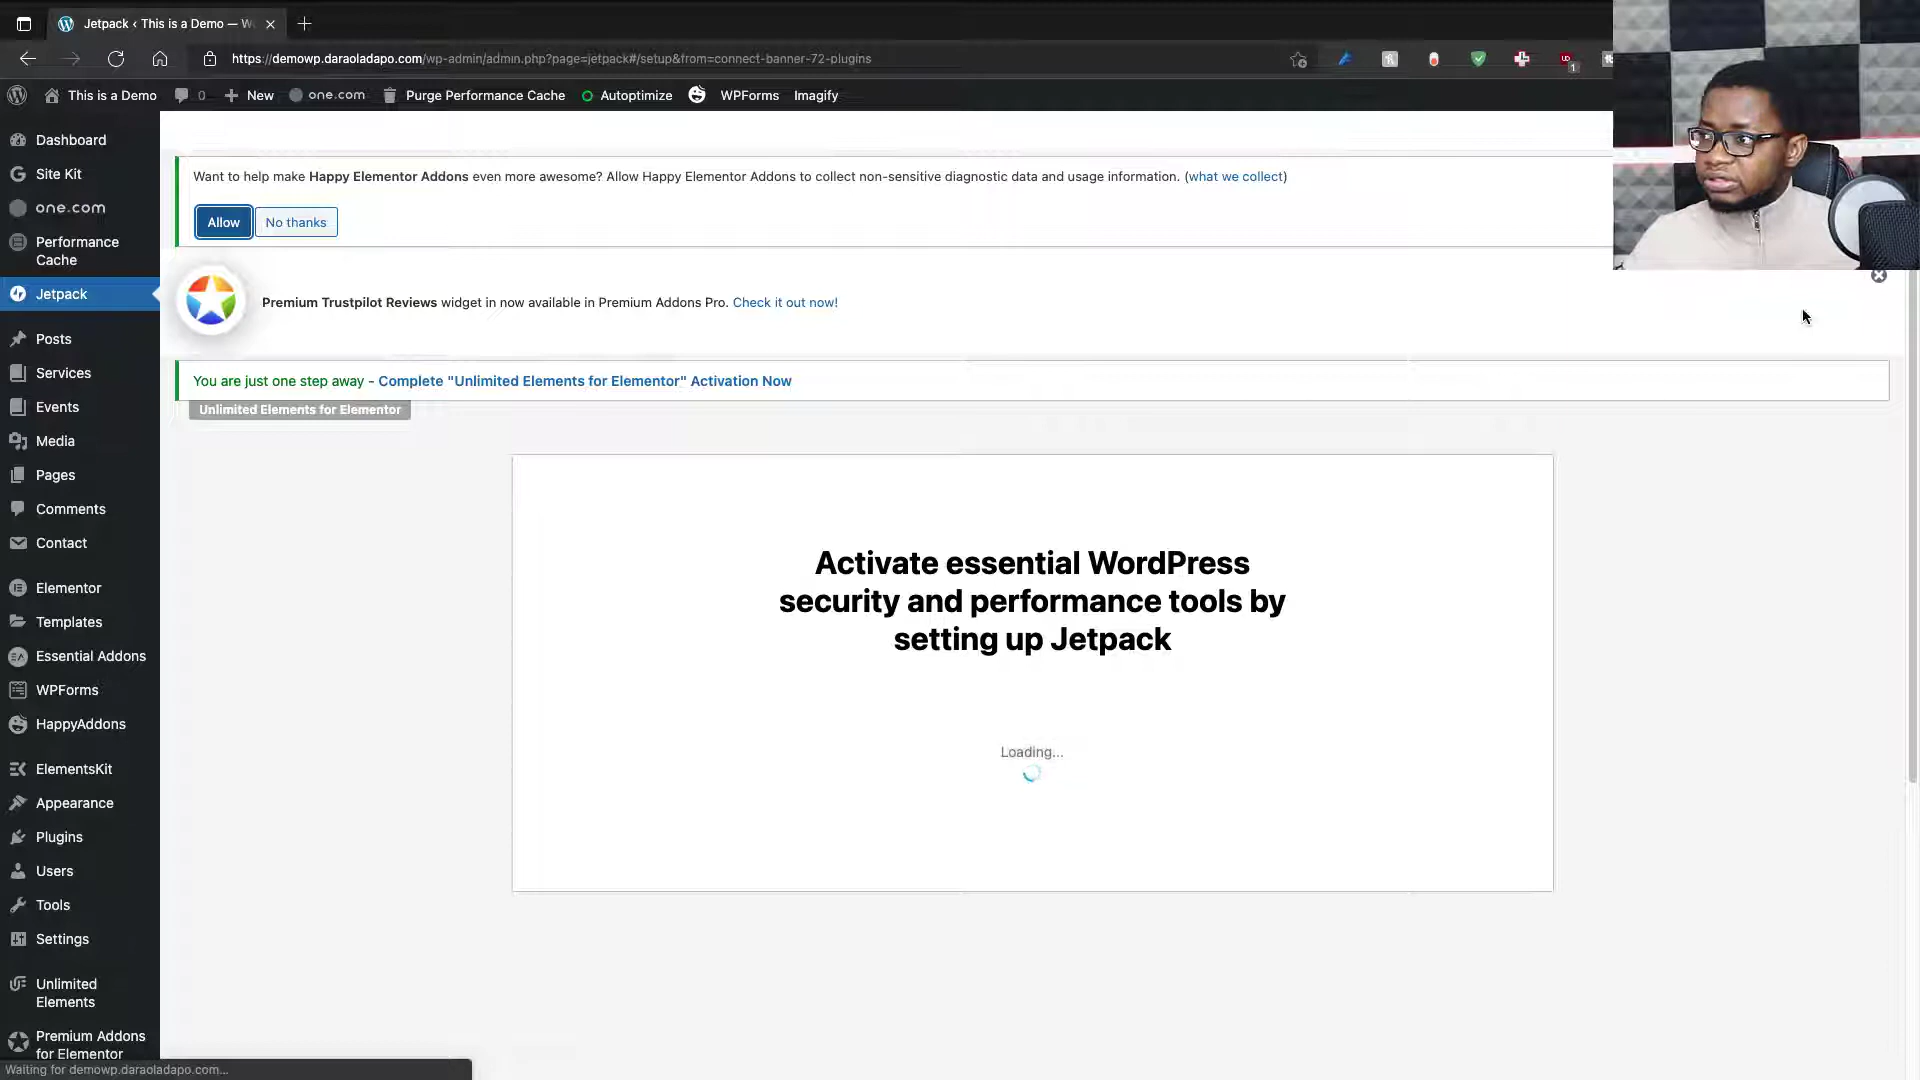 Jetpack ‹ This is a Demo — W
https://demowp.daraoladapo.com/wp-admin/admin.php?page=jetpack#/setup&from=connect-banner-72-plugins
1
This is a Demo
0
New
one.com
Purge Performance Cache
Autoptimize
WPForms
Imagify
Dashboard
Site Kit
one.com
Performance
Cache
Jetpack
Posts
Services
Events
Media
Pages
Comments
Contact
Elementor
Templates
Essential Addons
WPForms
HappyAddons
ElementsKit
Appearance
Plugins
Users
Tools
Settings
Unlimited
Elements
Premium Addons
for Elementor
Want to help make Happy Elementor Addons even more awesome? Allow Happy Elementor Addons to collect non-sensitive diagnostic data and usage information. (what we collect)
Allow
No thanks
Premium Trustpilot Reviews widget in now available in Premium Addons Pro. Check it out now!
You are just one step away - Complete "Unlimited Elements for Elementor" Activation Now
Unlimited Elements for Elementor
Activate essential WordPress
security and performance tools by
setting up Jetpack
Loading...
Waiting for demowp.daraoladapo.com...